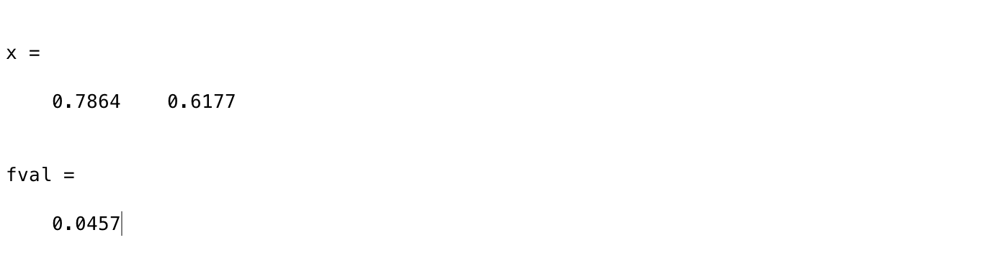 x =
0.7864 0.6177
fval =
0.0457